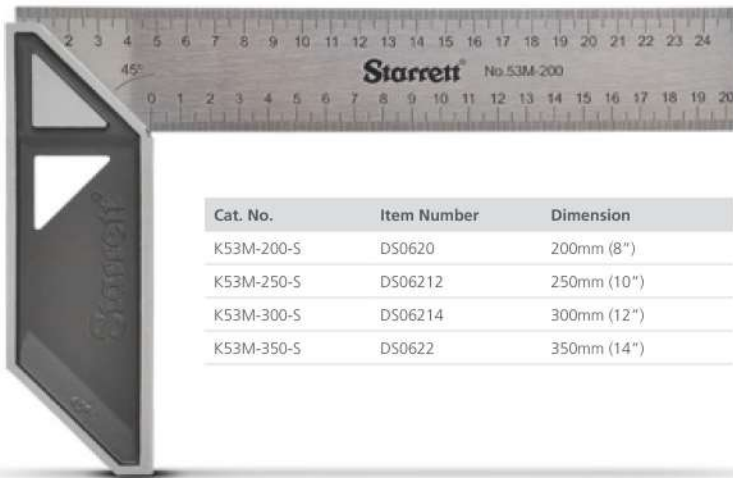 2 3 4 5 6 7 8 9 10 11 12 13 14 15 16 17 18 19 20 21 22 23 24
45°
Starrett® No.53M-200
0 1 2 3 4 5 6 7 8 9 10 11 12 13 14 15 16 17 18 19 20
Starrett®
45°
Cat. No. Item Number Dimension
K53M-200-S DS0620 200mm (8”)
K53M-250-S DS06212 250mm (10”)
K53M-300-S DS06214 300mm (12”)
K53M-350-S DS0622 350mm (14”)